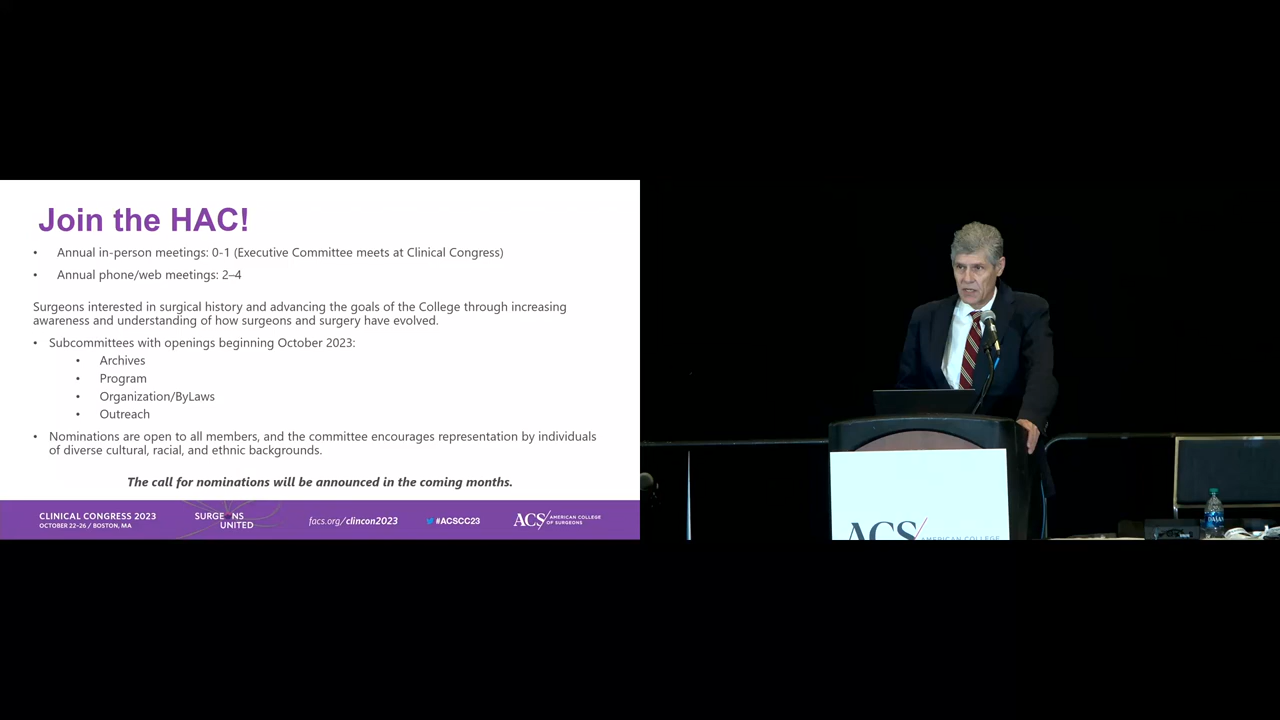 Join the HAC!
• Annual in-person meetings: 0-1 (Executive Committee meets at Clinical Congress)
• Annual phone/web meetings: 2–4
Surgeons interested in surgical history and advancing the goals of the College through increasing
awareness and understanding of how surgeons and surgery have evolved.
• Subcommittees with openings beginning October 2023:
• Archives
• Program
• Organization/ByLaws
• Outreach
• Nominations are open to all members, and the committee encourages representation by individuals
of diverse cultural, racial, and ethnic backgrounds.
The call for nominations will be announced in the coming months.
CLINICAL CONGRESS 2023
OCTOBER 22-26 / BOSTON, MA
SURGEONS
UNITED
facs.org/clincon2023
#ACSCC23
ACS/ AMERICAN COLLEGE
OF SURGEONS
ACS/ AMERICAN COLLEGE
DASANI